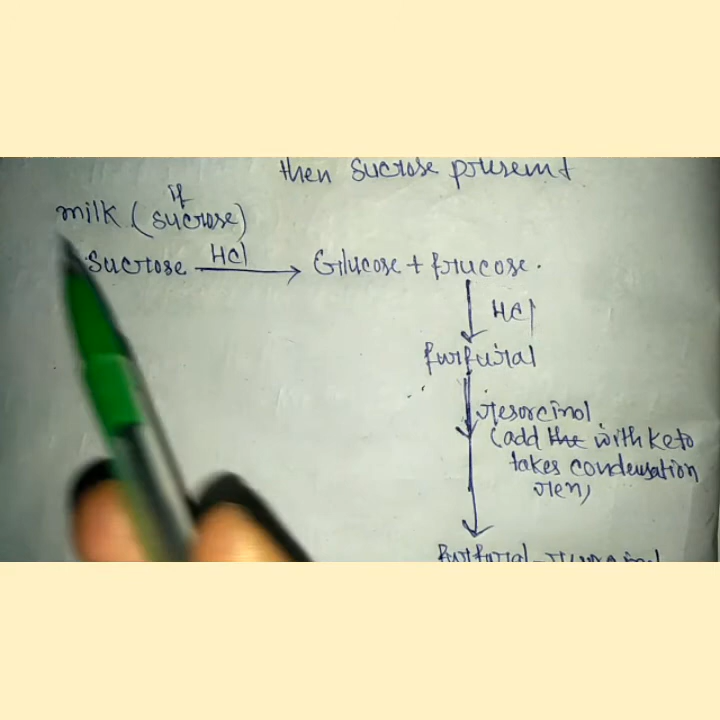 then sucrose present
if
milk (sucrose)
Sucrose HCl Glucose + frucose.
HCl
furfural
resorcinol
(add the with keto
takes condensation
rxn)